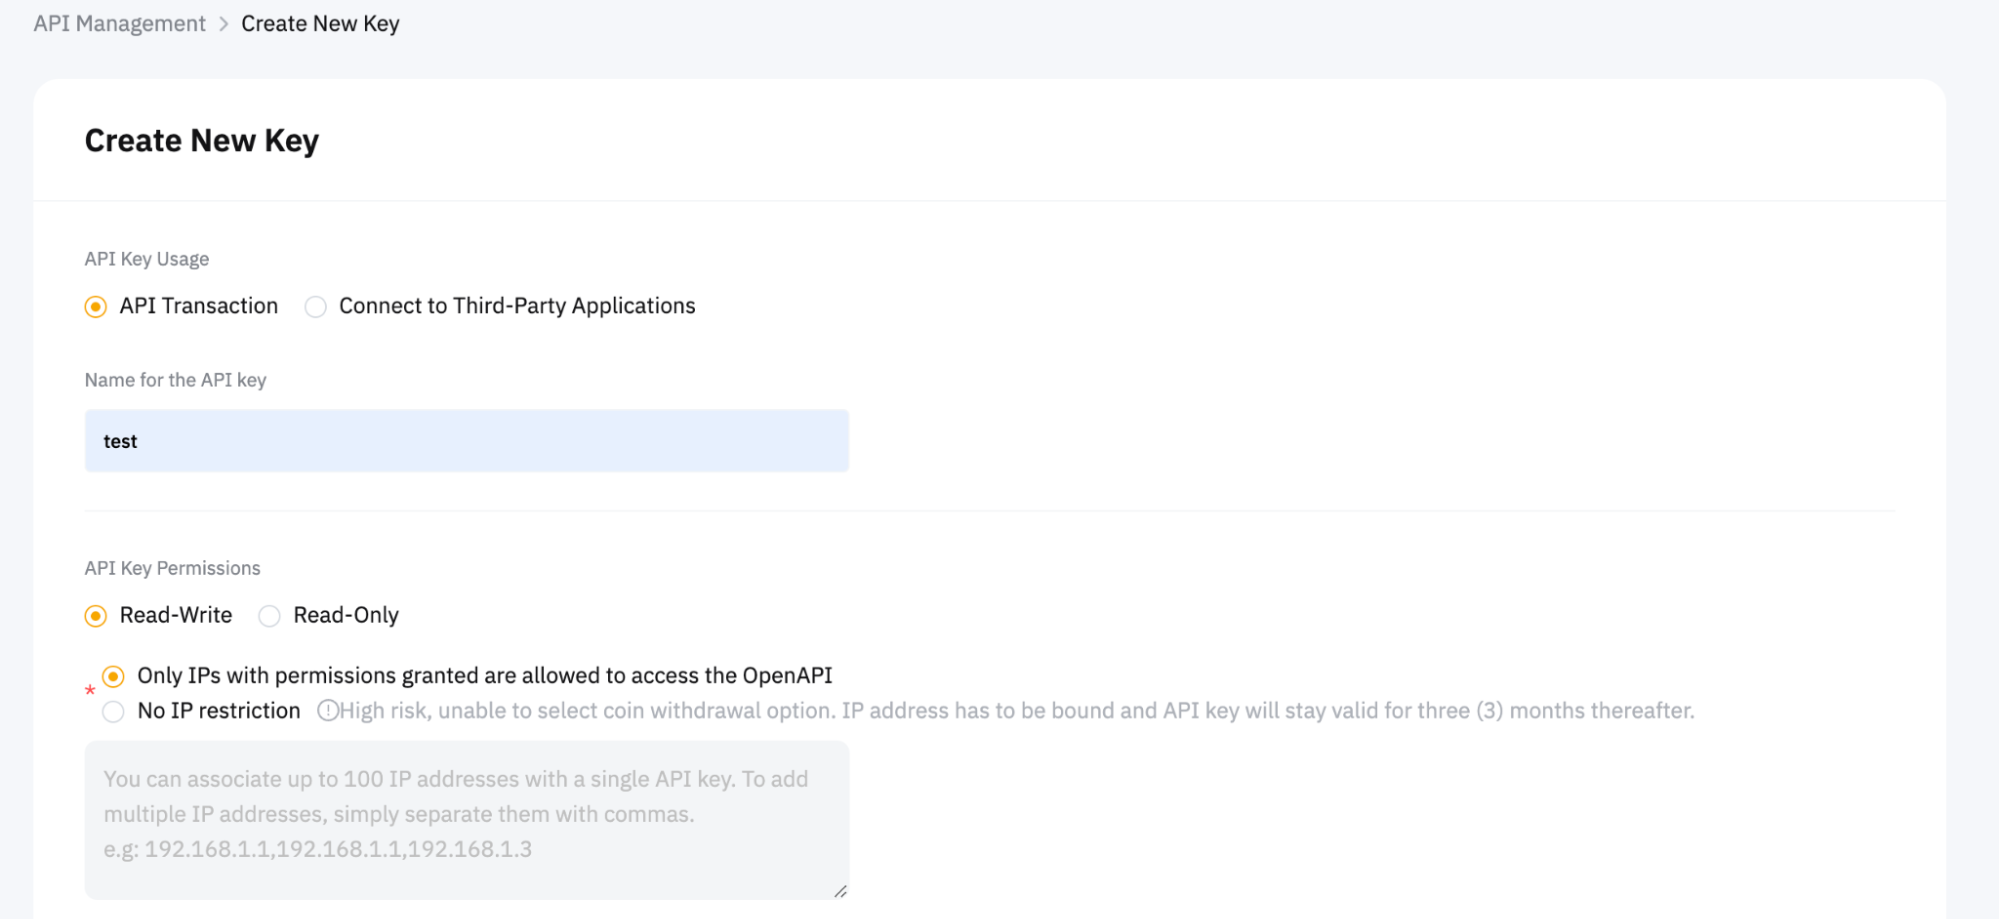 API Management > Create New Key
Create New Key
API Key Usage
API Transaction Connect to Third-Party Applications
Name for the API key
test
API Key Permissions
Read-Write Read-Only
* Only IPs with permissions granted are allowed to access the OpenAPI
No IP restriction High risk, unable to select coin withdrawal option. IP address has to be bound and API key will stay valid for three (3) months thereafter.
You can associate up to 100 IP addresses with a single API key. To add
multiple IP addresses, simply separate them with commas.
e.g: 192.168.1.1,192.168.1.1,192.168.1.3